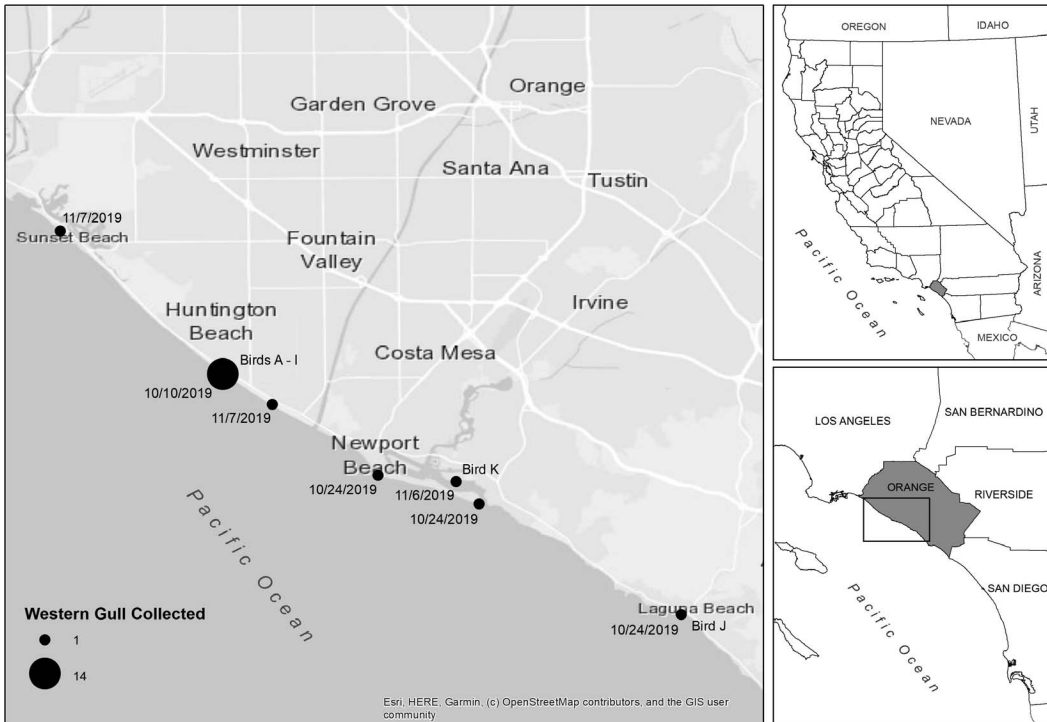 Garden Grove
Orange
Westminster
Santa Ana
Tustin
11/7/2019
Sunset Beach
Fountain
Valley
Huntington
Beach
Irvine
Birds A - I
10/10/2019
Costa Mesa
11/7/2019
Newport
Beach
10/24/2019
Bird K
11/6/2019
10/24/2019
Pacific Ocean
Laguna Beach
10/24/2019
Bird J
Western Gull Collected
1
14
Esri, HERE, Garmin, (c) OpenStreetMap contributors, and the GIS user
community
OREGON
IDAHO
NEVADA
UTAH
ARIZONA
Pacific Ocean
MEXICO
LOS ANGELES
SAN BERNARDINO
ORANGE
RIVERSIDE
SAN DIEGO
Pacific Ocean